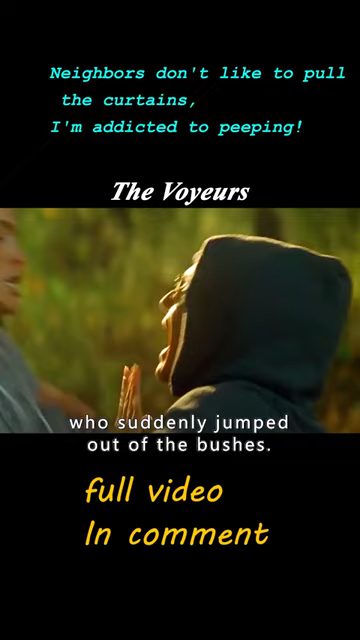 Neighbors don't like to pull
the curtains,
I'm addicted to peeping!
The Voyeurs
who suddenly jumped
out of the bushes.
full video
In comment